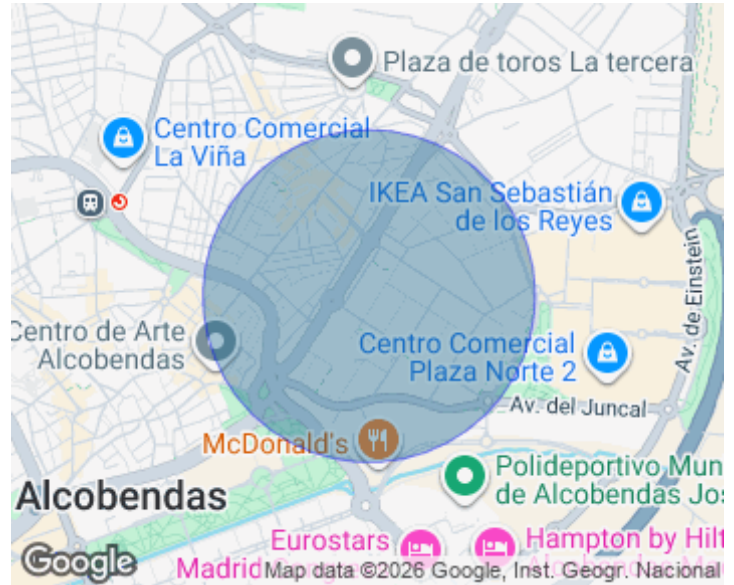 Plaza de toros La tercera
Centro Comercial
La Viña
IKEA San Sebastián
de los Reyes
Av. de Einstein
Centro de Arte
Alcobendas
Centro Comercial
Plaza Norte 2
Av. del Juncal
McDonald's
Polideportivo Mun
de Alcobendas Jos
Alcobendas
Eurostars
Madrid
Hampton by Hilt
Google
Map data ©2026 Google, Inst. Geogr. Nacional